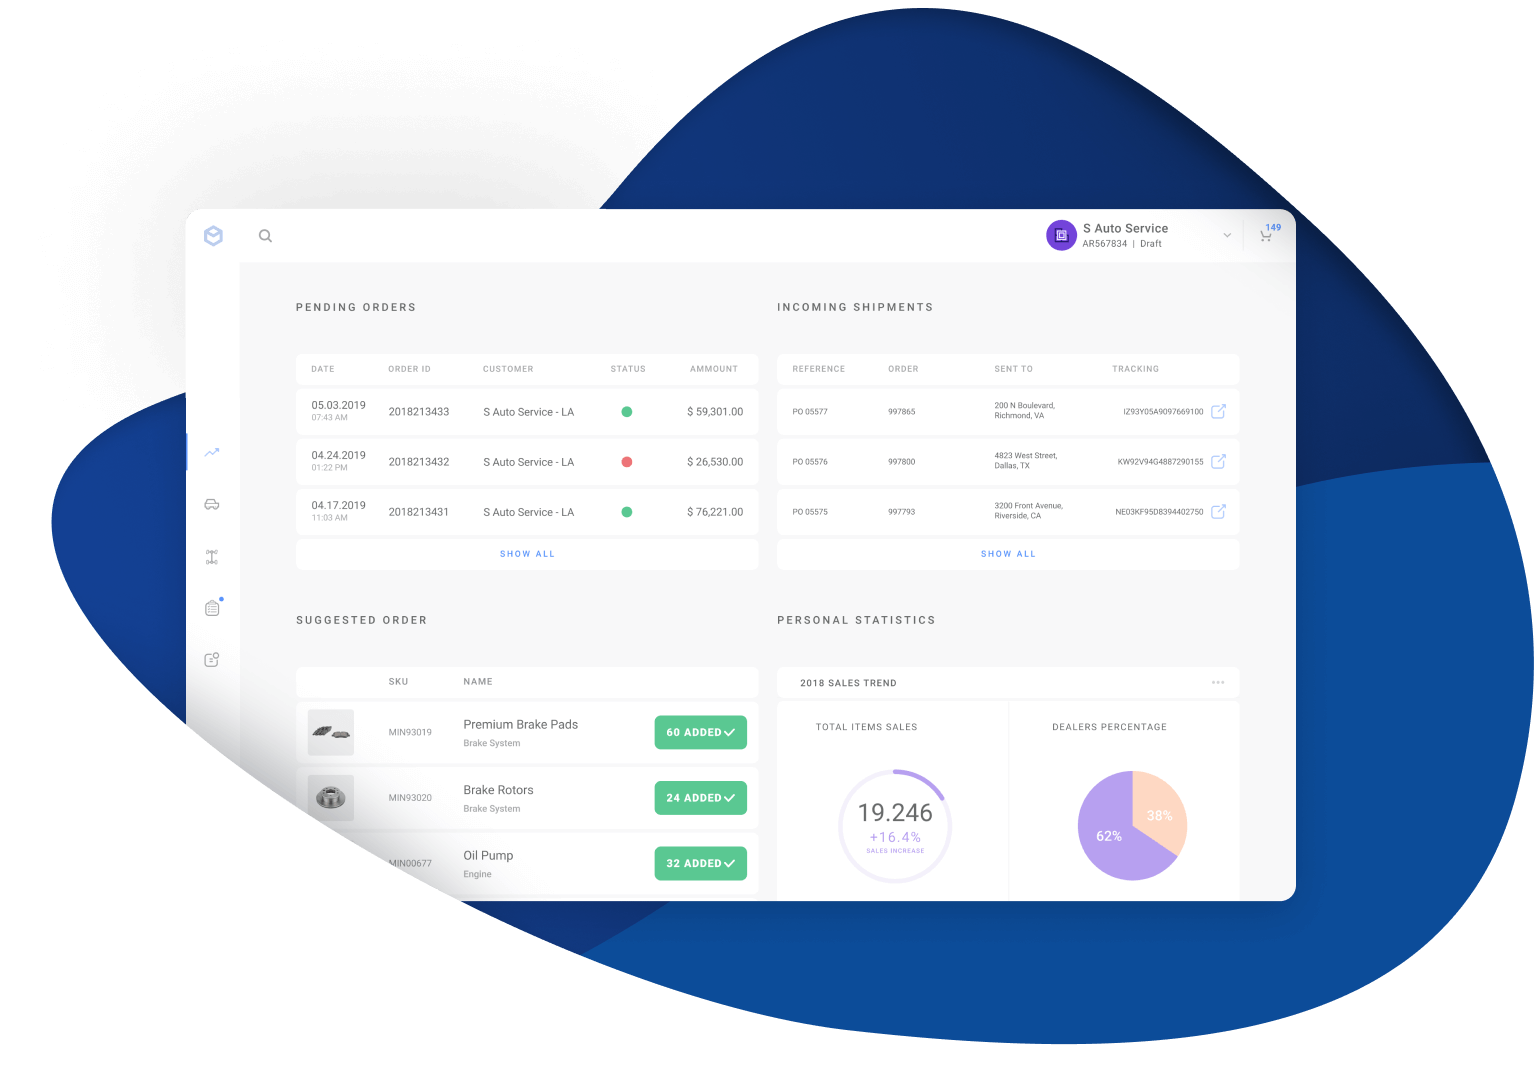 S Auto Service
AR567834 | Draft
149
PENDING ORDERS
DATE ORDER ID CUSTOMER STATUS AMMOUNT
05.03.2019
07:43 AM
2018213433 S Auto Service - LA $ 59,301.00
04.24.2019
01:22 PM
2018213432 S Auto Service - LA $ 26,530.00
04.17.2019
11:03 AM
2018213431 S Auto Service - LA $ 76,221.00
SHOW ALL
INCOMING SHIPMENTS
REFERENCE ORDER SENT TO TRACKING
PO 05577 997865
200 N Boulevard,
Richmond, VA
IZ93Y05A9097669100
PO 05576 997800
4823 West Street,
Dallas, TX
KW92V94G4887290155
PO 05575 997793
3200 Front Avenue,
Riverside, CA
NE03KF95D8394402750
SHOW ALL
SUGGESTED ORDER
SKU NAME
MIN93019
Premium Brake Pads
Brake System
60 ADDED
MIN93020
Brake Rotors
Brake System
24 ADDED
MIN00677
Oil Pump
Engine
32 ADDED
PERSONAL STATISTICS
2018 SALES TREND
TOTAL ITEMS SALES
19.246
+16.4%
SALES INCREASE
DEALERS PERCENTAGE
38%
62%